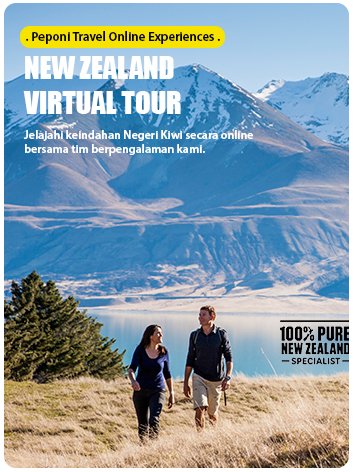 . Peponi Travel Online Experiences .
NEW ZEALAND
VIRTUAL TOUR
Jelajahi keindahan Negeri Kiwi secara online
bersama tim berpengalaman kami.
100% PURE
NEW ZEALAND
SPECIALIST